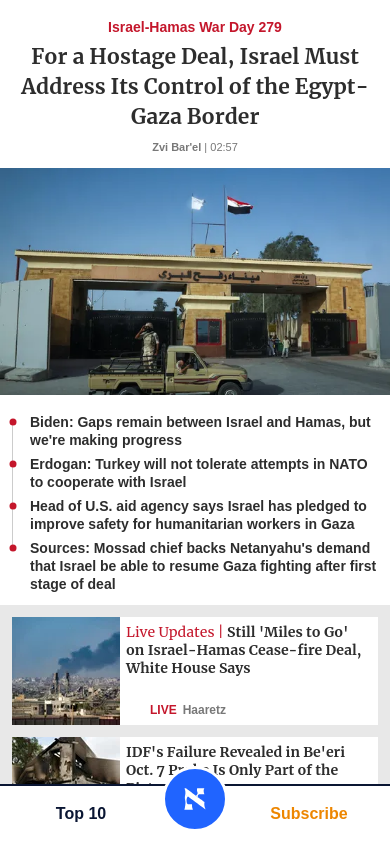 Israel-Hamas War Day 279
For a Hostage Deal, Israel Must
Address Its Control of the Egypt-
Gaza Border
Zvi Bar'el | 02:57
ميناء رفح البري
Biden: Gaps remain between Israel and Hamas, but
we're making progress
Erdogan: Turkey will not tolerate attempts in NATO
to cooperate with Israel
Head of U.S. aid agency says Israel has pledged to
improve safety for humanitarian workers in Gaza
Sources: Mossad chief backs Netanyahu's demand
that Israel be able to resume Gaza fighting after first
stage of deal
Live Updates | Still 'Miles to Go'
on Israel-Hamas Cease-fire Deal,
White House Says
LIVE Haaretz
IDF's Failure Revealed in Be'eri
Oct. 7 Is Only Part of the
Top 10
Subscribe